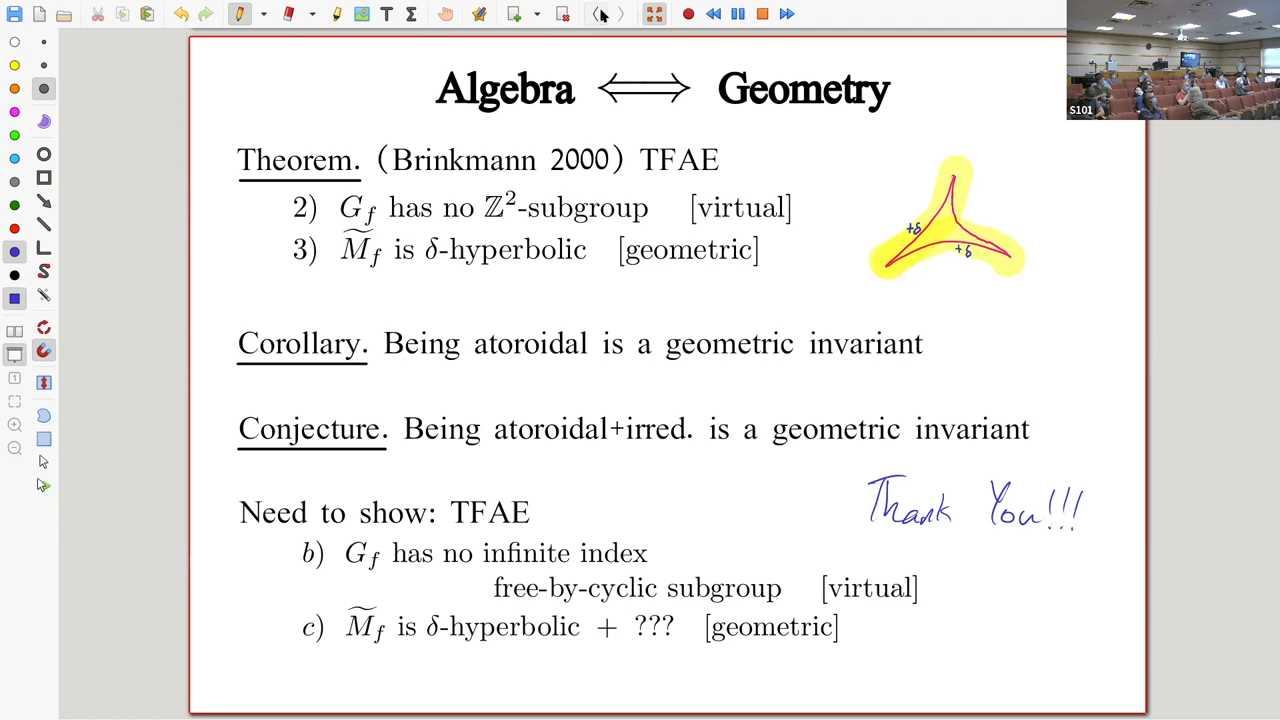 Algebra ⟺ Geometry
Theorem. (Brinkmann 2000) TFAE
2) G_f has no ℤ²-subgroup [virtual]
3) M̃_f is δ-hyperbolic [geometric]
+δ
+δ
Corollary. Being atoroidal is a geometric invariant
Conjecture. Being atoroidal+irred. is a geometric invariant
Thank You!!!
Need to show: TFAE
b) G_f has no infinite index
free-by-cyclic subgroup [virtual]
c) M̃_f is δ-hyperbolic + ??? [geometric]
S101